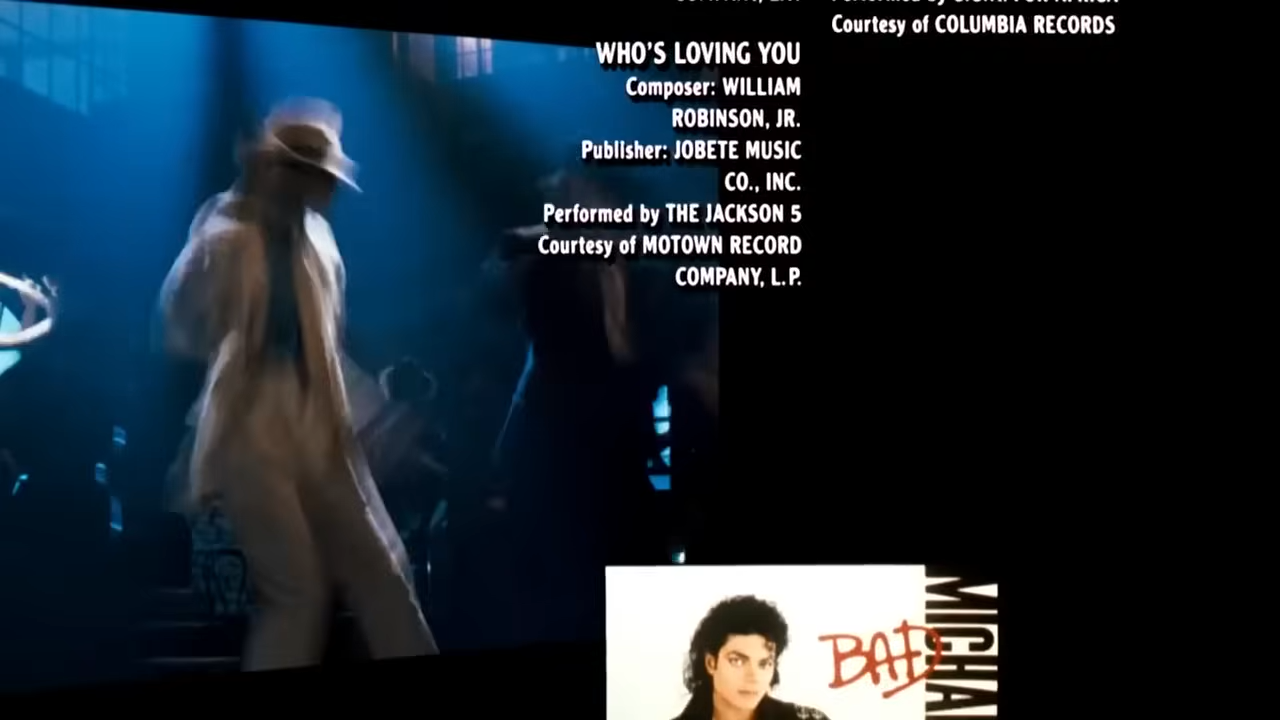 Courtesy of COLUMBIA RECORDS
WHO'S LOVING YOU
Composer: WILLIAM
ROBINSON, JR.
Publisher: JOBETE MUSIC
CO., INC.
Performed by THE JACKSON 5
Courtesy of MOTOWN RECORD
COMPANY, L.P.
BAD